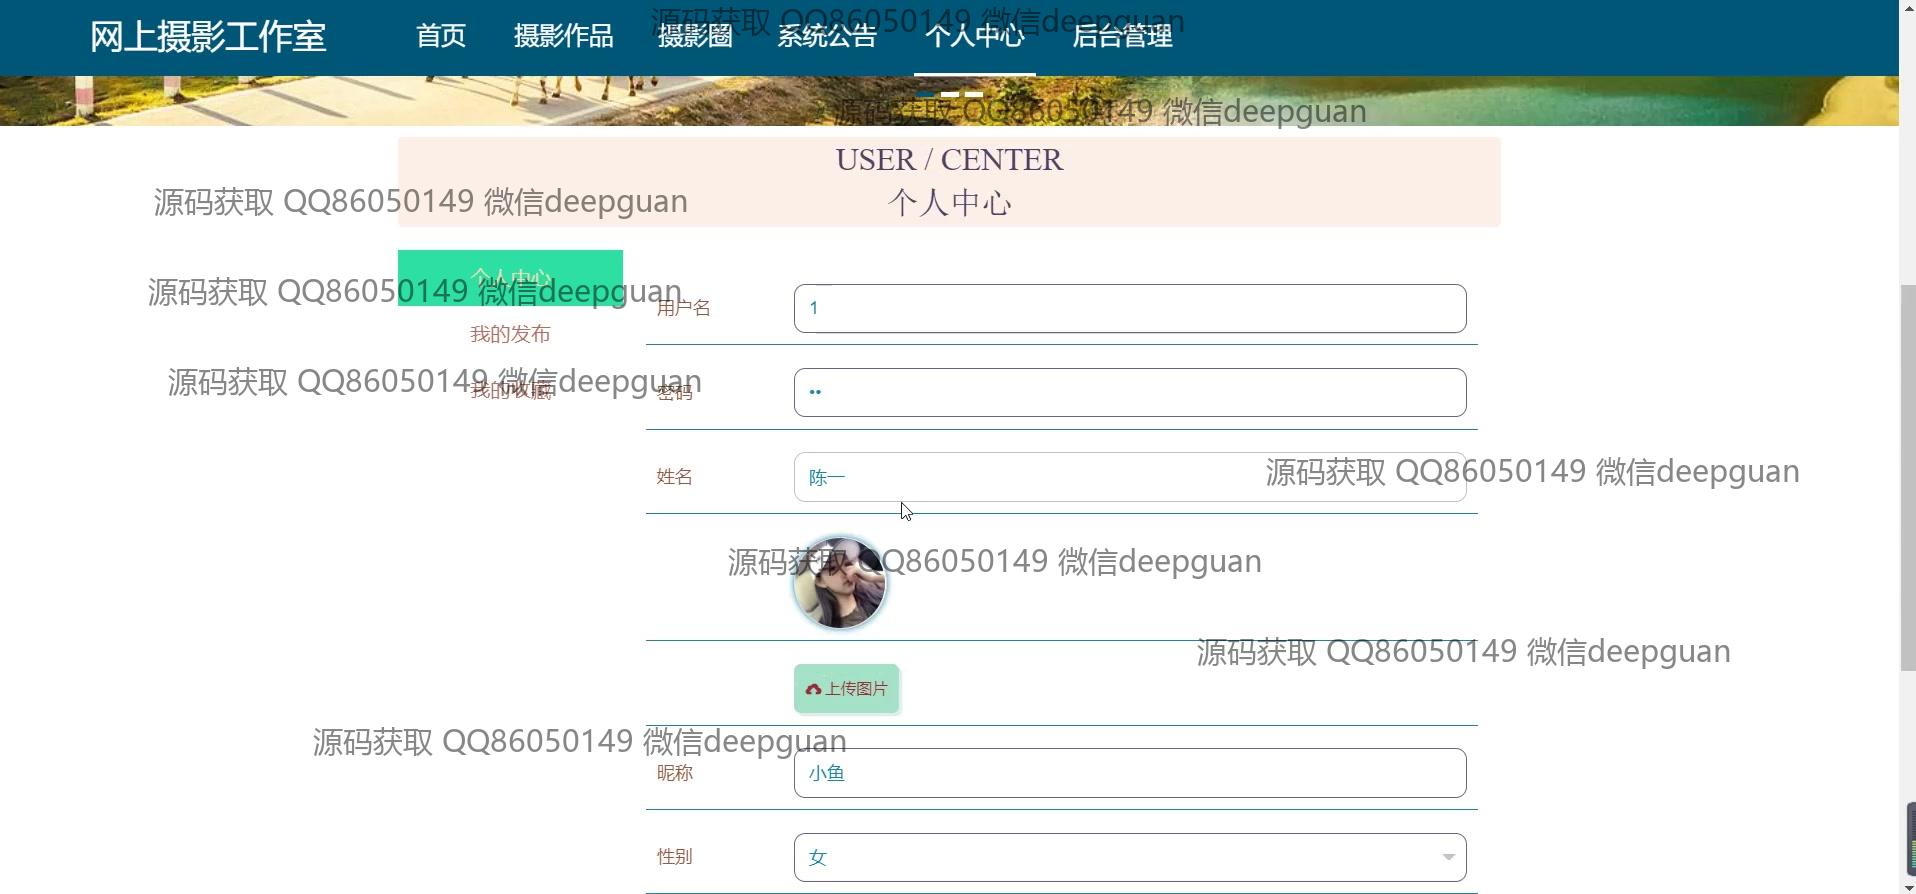 网上摄影工作室 首页 摄影作品 摄影圈 系统公告 个人中心 后台管理
源码获取 QQ86050149 微信deepguan
源码获取 QQ86050149 微信deepguan
USER / CENTER
个人中心
源码获取 QQ86050149 微信deepguan
个人中心
源码获取 QQ86050149 微信deepguan
用户名 1
我的发布
源码获取 QQ86050149 微信deepguan
我的收藏
密码 ••
源码获取 QQ86050149 微信deepguan
姓名 陈一
源码获取 QQ86050149 微信deepguan
源码获取 QQ86050149 微信deepguan
上传图片
源码获取 QQ86050149 微信deepguan
昵称 小鱼
性别 女